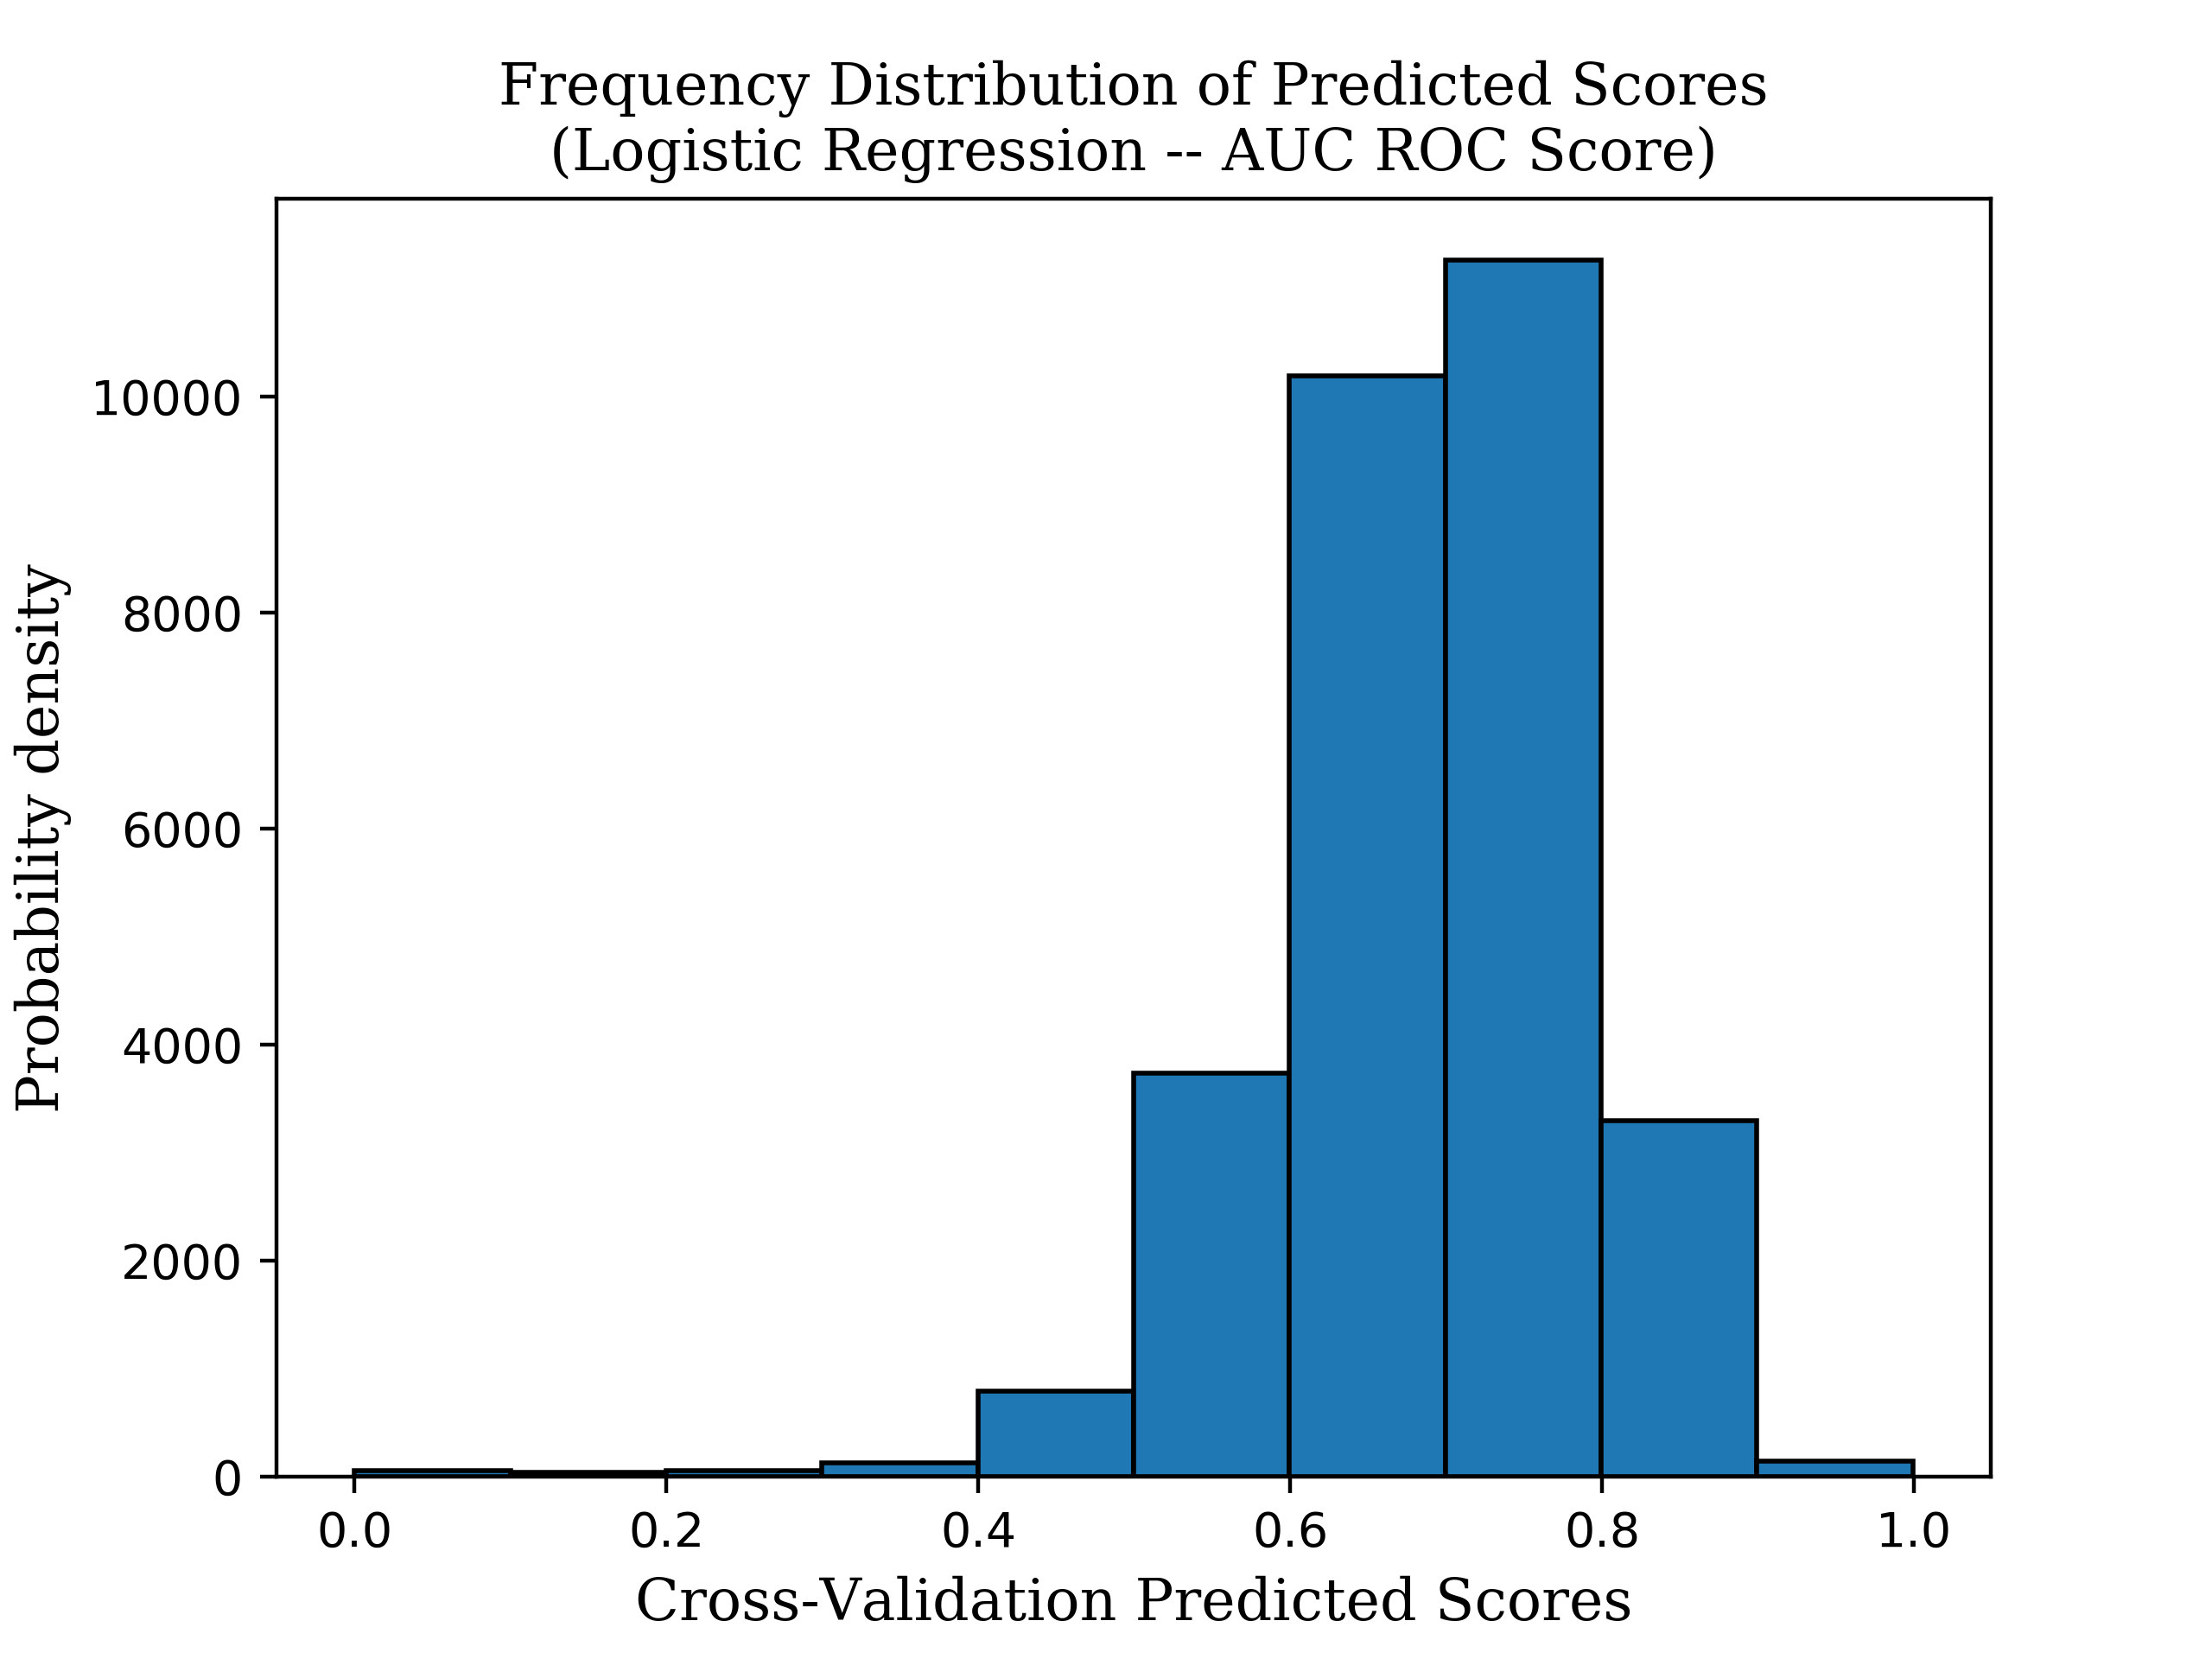 Frequency Distribution of Predicted Scores
(Logistic Regression -- AUC ROC Score)
Probability density
10000
8000
6000
4000
2000
0
0.0 0.2 0.4 0.6 0.8 1.0
Cross-Validation Predicted Scores